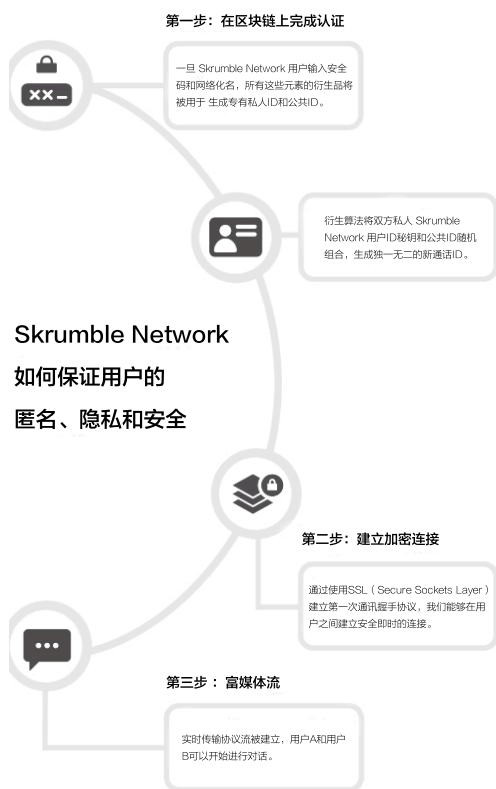 第一步：在区块链上完成认证
一旦 Skrumble Network 用户输入安全
码和网络化名，所有这些元素的衍生品将
被用于 生成专有私人ID和公共ID。
衍生算法将双方私人 Skrumble
Network 用户ID秘钥和公共ID随机
组合，生成独一无二的新通话ID。
Skrumble Network
如何保证用户的
匿名、隐私和安全
第二步：建立加密连接
通过使用SSL（Secure Sockets Layer）
建立第一次通讯握手协议，我们能够在用
户之间建立安全即时的连接。
第三步 ：富媒体流
实时传输协议流被建立，用户A和用户
B可以开始进行对话。